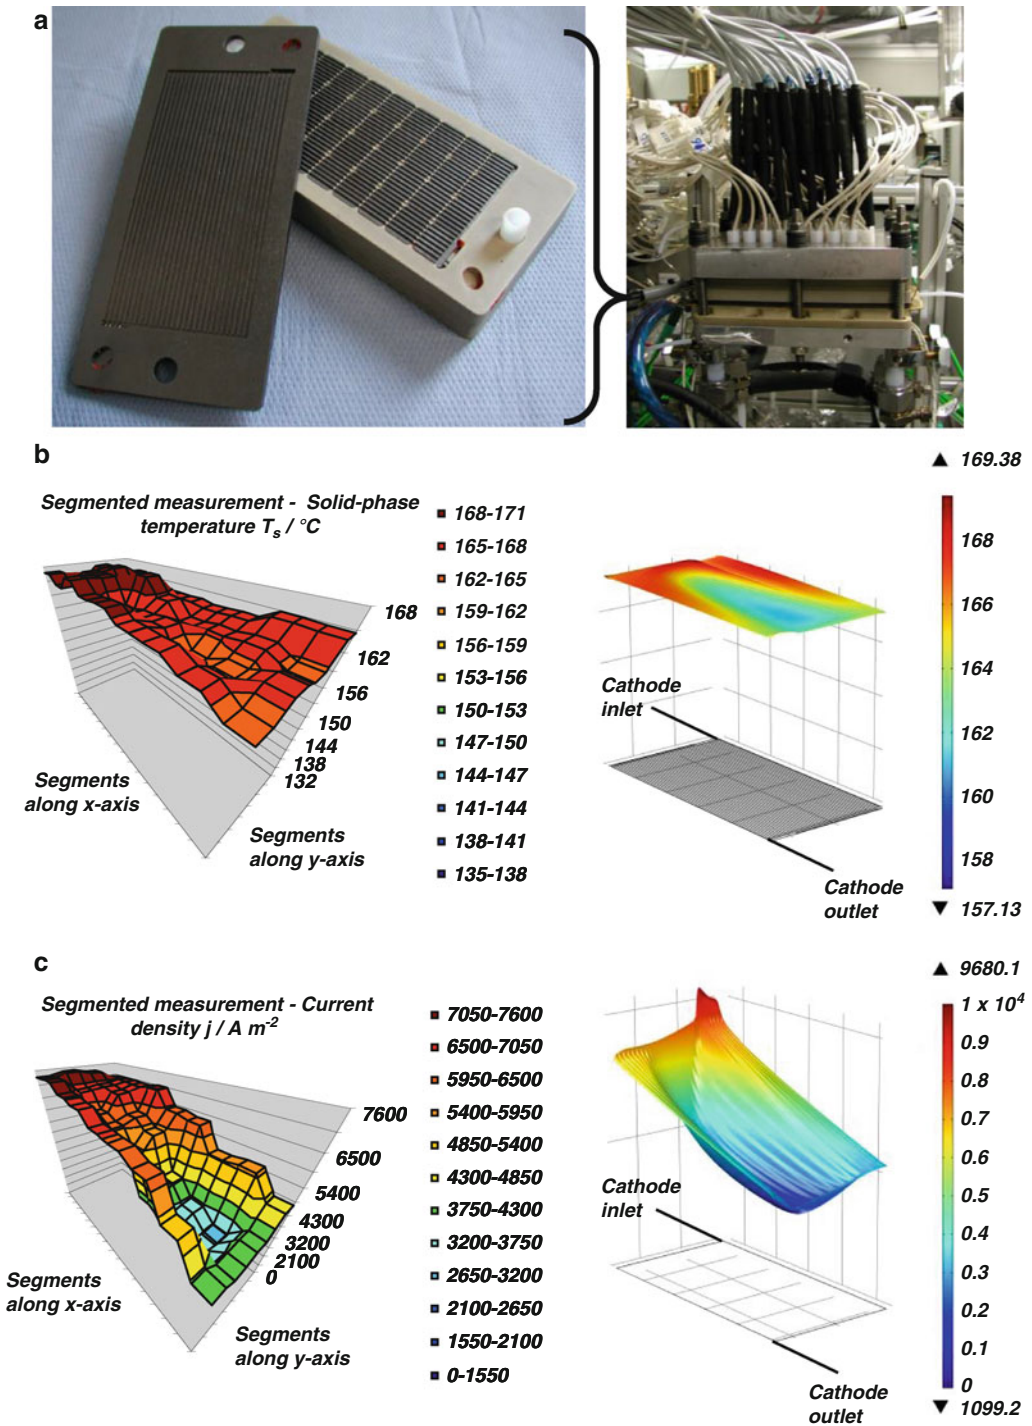 a
b
Segmented measurement - Solid-phase
temperature Ts / °C
168
162
156
150
144
138
132
Segments
along x-axis
Segments
along y-axis
168-171
165-168
162-165
159-162
156-159
153-156
150-153
147-150
144-147
141-144
138-141
135-138
Cathode
inlet
Cathode
outlet
169.38
168
166
164
162
160
158
157.13
c
Segmented measurement - Current
density j / A m-2
7600
6500
5400
4300
3200
2100
0
Segments
along x-axis
Segments
along y-axis
7050-7600
6500-7050
5950-6500
5400-5950
4850-5400
4300-4850
3750-4300
3200-3750
2650-3200
2100-2650
1550-2100
0-1550
Cathode
inlet
Cathode
outlet
9680.1
1 x 10⁴
0.9
0.8
0.7
0.6
0.5
0.4
0.3
0.2
0.1
0
1099.2